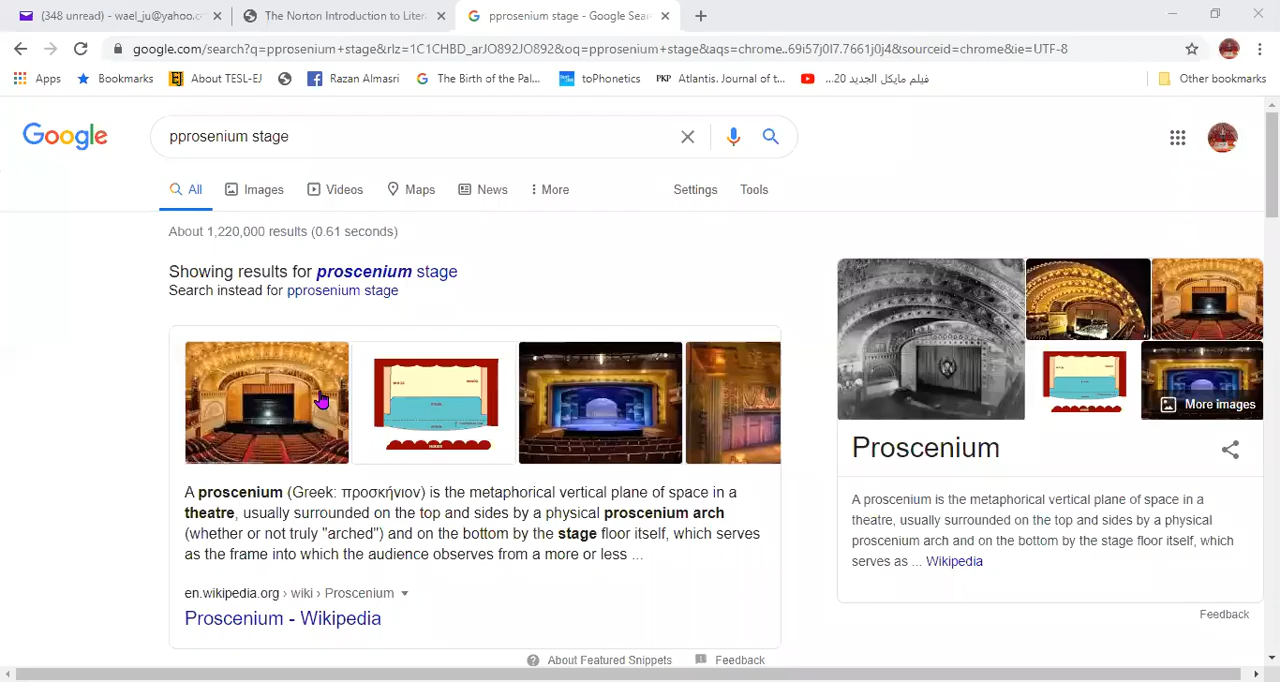 (348 unread) - wael_ju@yahoo.c
The Norton Introduction to Liter
pprosenium stage - Google Sear
google.com/search?q=pprosenium+stage&rlz=1C1CHBD_arJO892JO892&oq=pprosenium+stage&aqs=chrome..69i57j0l7.7661j0j4&sourceid=chrome&ie=UTF-8
Apps Bookmarks About TESL-EJ Razan Almasri The Birth of the Pal... toPhonetics PKP Atlantis. Journal of t... فيلم مايكل الجديد 20... Other bookmarks
Google
pprosenium stage
All Images Videos Maps News More Settings Tools
About 1,220,000 results (0.61 seconds)
Showing results for proscenium stage
Search instead for pprosenium stage
A proscenium (Greek: προσκήνιον) is the metaphorical vertical plane of space in a
theatre, usually surrounded on the top and sides by a physical proscenium arch
(whether or not truly "arched") and on the bottom by the stage floor itself, which serves
as the frame into which the audience observes from a more or less ...
en.wikipedia.org › wiki › Proscenium
Proscenium - Wikipedia
About Featured Snippets Feedback
More images
Proscenium
A proscenium is the metaphorical vertical plane of space in a
theatre, usually surrounded on the top and sides by a physical
proscenium arch and on the bottom by the stage floor itself, which
serves as ... Wikipedia
Feedback